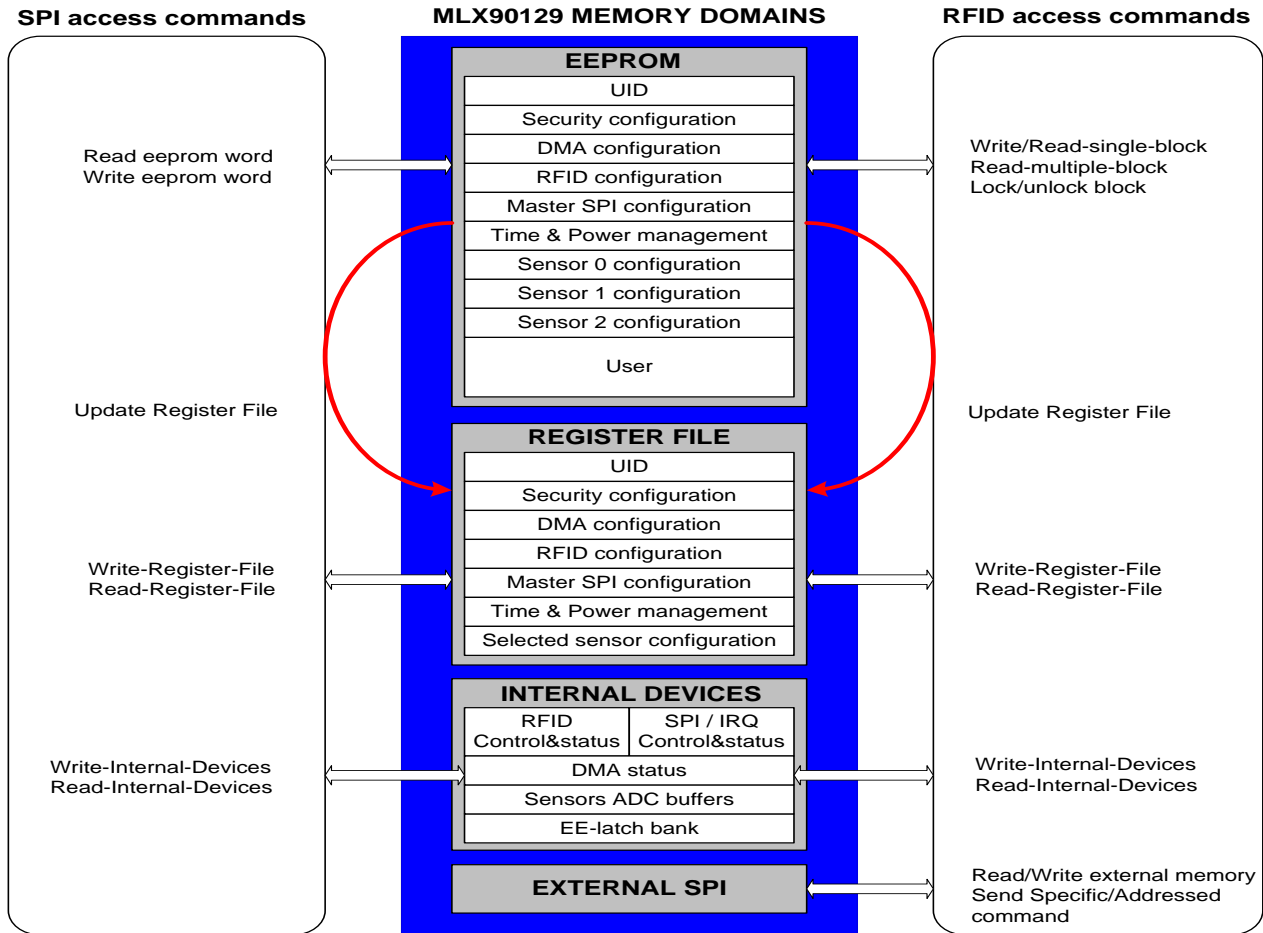 SPI access commands
MLX90129 MEMORY DOMAINS
RFID access commands
Read eeprom word
Write eeprom word
Update Register File
Write-Register-File
Read-Register-File
Write-Internal-Devices
Read-Internal-Devices
EEPROM
UID
Security configuration
DMA configuration
RFID configuration
Master SPI configuration
Time & Power management
Sensor 0 configuration
Sensor 1 configuration
Sensor 2 configuration
User
REGISTER FILE
UID
Security configuration
DMA configuration
RFID configuration
Master SPI configuration
Time & Power management
Selected sensor configuration
INTERNAL DEVICES
RFID
Control&status
SPI / IRQ
Control&status
DMA status
Sensors ADC buffers
EE-latch bank
EXTERNAL SPI
Write/Read-single-block
Read-multiple-block
Lock/unlock block
Update Register File
Write-Register-File
Read-Register-File
Write-Internal-Devices
Read-Internal-Devices
Read/Write external memory
Send Specific/Addressed
command